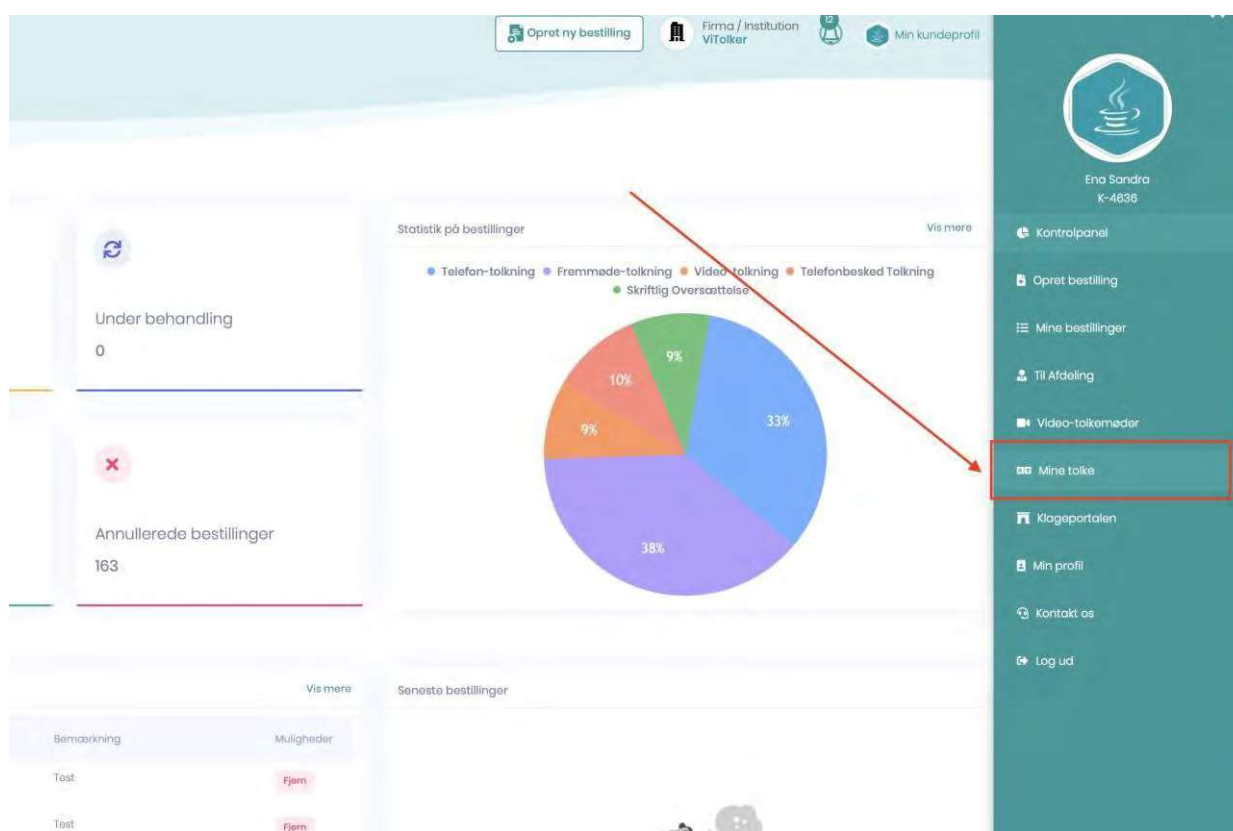 Opret ny bestilling
Firma / Institution
ViTolker
12
Min kundeprofil
Ena Sandra
K-4636
Kontrolpanel
Opret bestilling
Mine bestillinger
Til Afdeling
Video-tolkemøder
Mine tolke
Klageportalen
Min profil
Kontakt os
Log ud
Under behandling
0
Annullerede bestillinger
163
Statistik på bestillinger
Vis mere
Telefon-tolkning Fremmøde-tolkning Video-tolkning Telefonbesked Tolkning
Skriftlig Oversættelse
9%
10%
33%
9%
38%
Vis mere
Bemærkning Muligheder
Test Fjern
Test Fjern
Seneste bestillinger